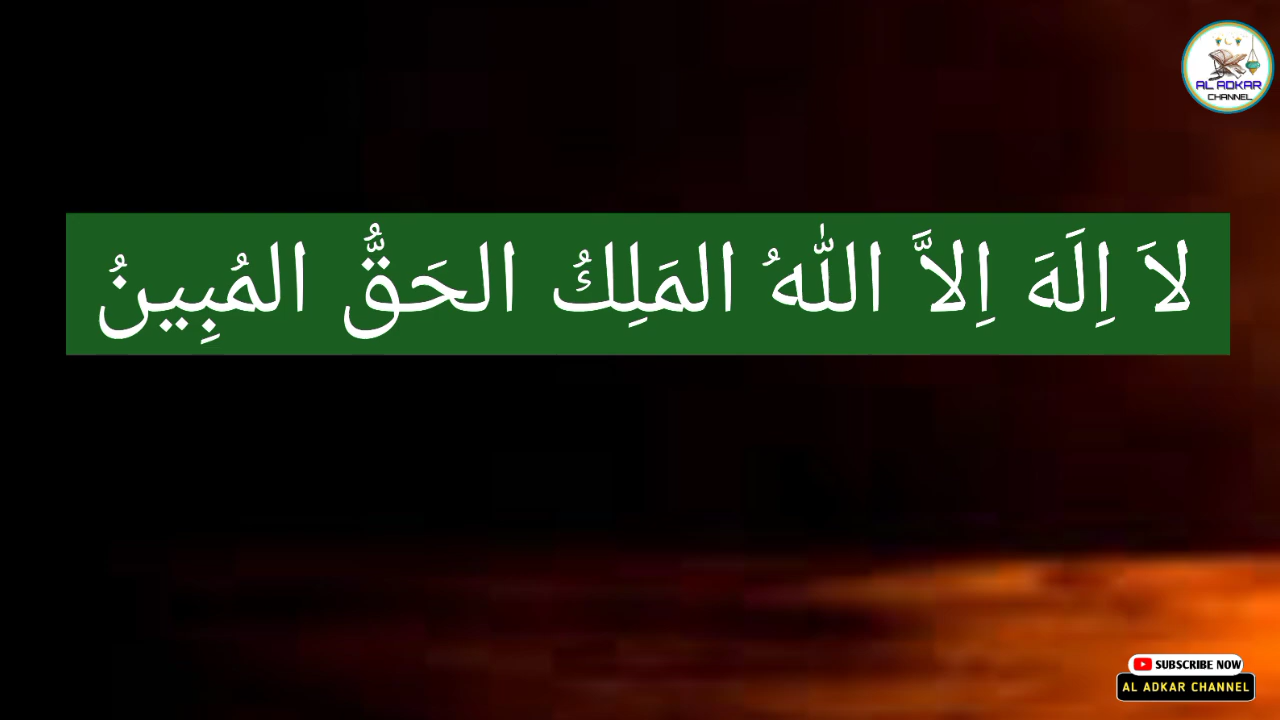 AL ADKAR
CHANNEL
لاَ اِلَهَ اِلاَّ اللّٰهُ المَلِكُ الحَقُّ المُبِينُ
SUBSCRIBE NOW
AL ADKAR CHANNEL